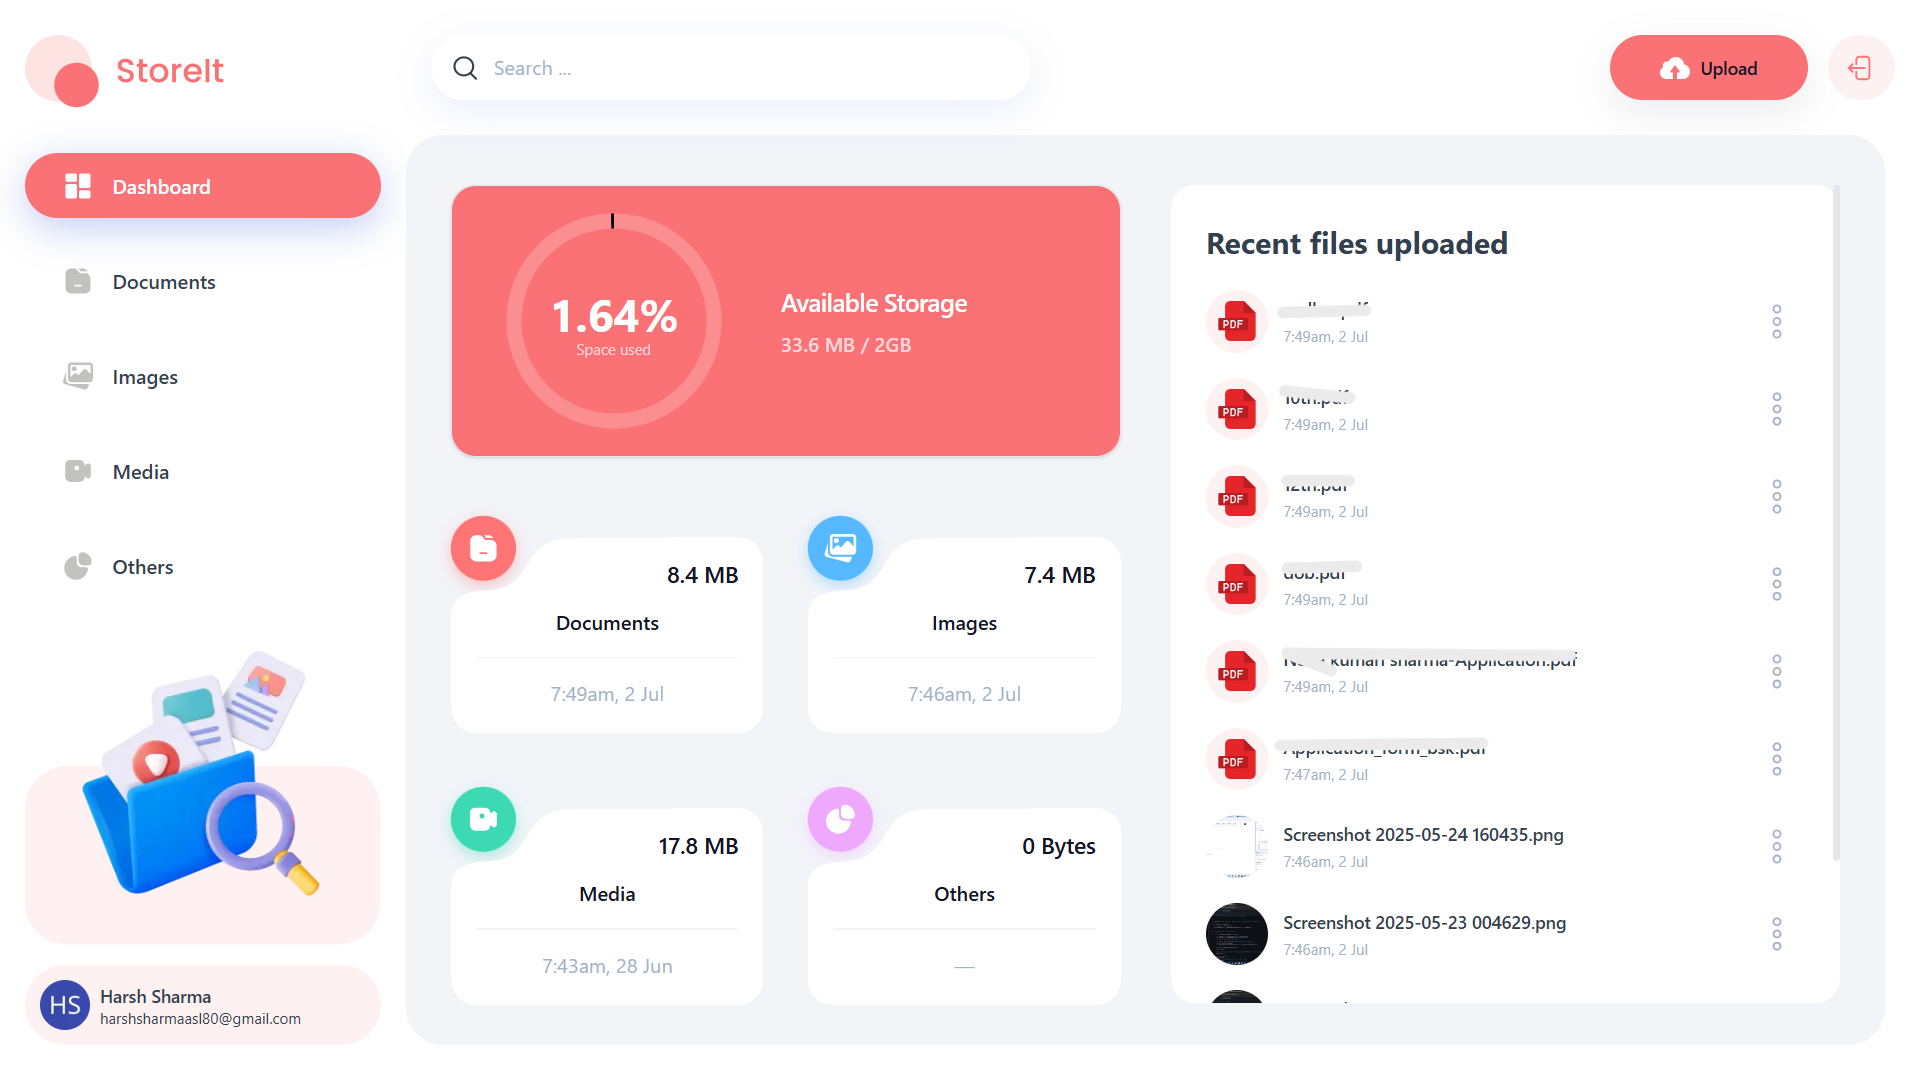 StoreIt
Search ...
Upload
Dashboard
Documents
Images
Media
Others
HS
Harsh Sharma
harshsharmaasl80@gmail.com
1.64%
Space used
Available Storage
33.6 MB / 2GB
8.4 MB
Documents
7:49am, 2 Jul
7.4 MB
Images
7:46am, 2 Jul
17.8 MB
Media
7:43am, 28 Jun
0 Bytes
Others
—
Recent files uploaded
PDF
7:49am, 2 Jul
PDF
10th.pdf
7:49am, 2 Jul
PDF
12th.pdf
7:49am, 2 Jul
PDF
dob.pdf
7:49am, 2 Jul
PDF
kumari sharma-Application.pdf
7:49am, 2 Jul
PDF
Application_form_bsk.pdf
7:47am, 2 Jul
Screenshot 2025-05-24 160435.png
7:46am, 2 Jul
Screenshot 2025-05-23 004629.png
7:46am, 2 Jul